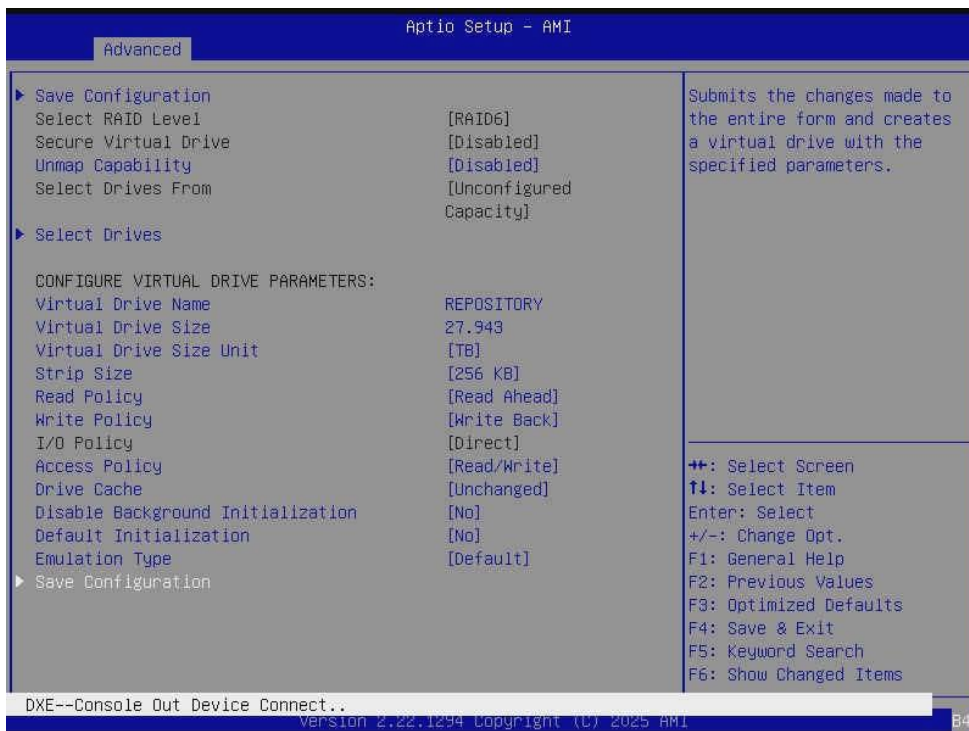 Aptio Setup - AMI
Advanced
Save Configuration
Select RAID Level [RAID6]
Secure Virtual Drive [Disabled]
Unmap Capability [Disabled]
Select Drives From [Unconfigured
Capacity]
Select Drives
CONFIGURE VIRTUAL DRIVE PARAMETERS:
Virtual Drive Name REPOSITORY
Virtual Drive Size 27.943
Virtual Drive Size Unit [TB]
Strip Size [256 KB]
Read Policy [Read Ahead]
Write Policy [Write Back]
I/O Policy [Direct]
Access Policy [Read/Write]
Drive Cache [Unchanged]
Disable Background Initialization [No]
Default Initialization [No]
Emulation Type [Default]
Save Configuration
Submits the changes made to
the entire form and creates
a virtual drive with the
specified parameters.
→←: Select Screen
↑↓: Select Item
Enter: Select
+/-: Change Opt.
F1: General Help
F2: Previous Values
F3: Optimized Defaults
F4: Save & Exit
F5: Keyword Search
F6: Show Changed Items
DXE--Console Out Device Connect..
Version 2.22.1294 Copyright (C) 2025 AMI
B4